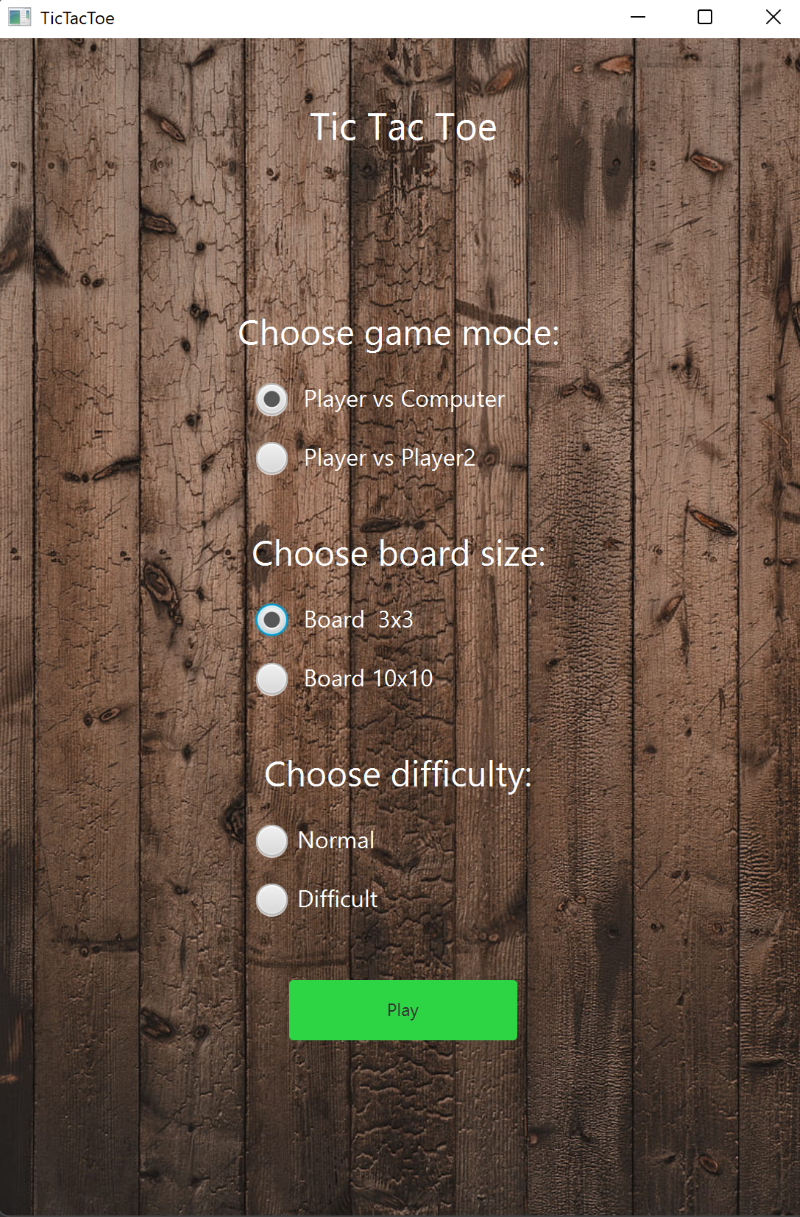 TicTacToe
Tic Tac Toe
Choose game mode:
Player vs Computer
Player vs Player2
Choose board size:
Board  3x3
Board 10x10
Choose difficulty:
Normal
Difficult
Play